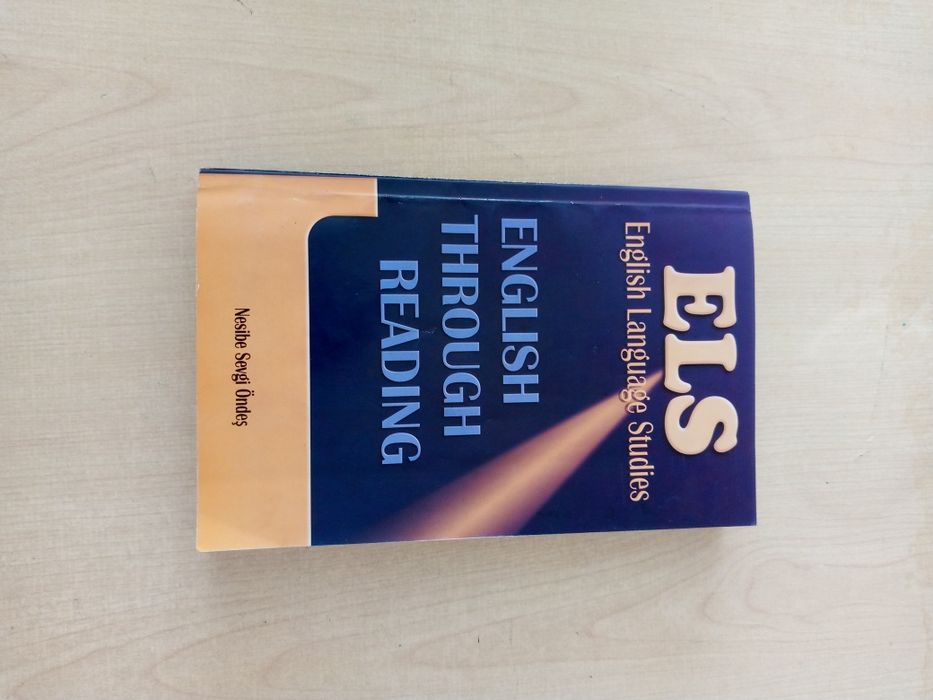 ELS
English Language Studies
ENGLISH
THROUGH
READING
Nesibe Sevgi Öndeş